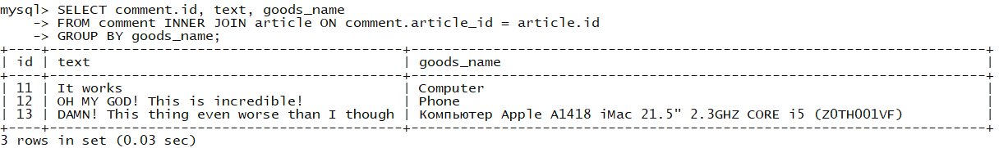 mysql> SELECT comment.id, text, goods_name
-> FROM comment INNER JOIN article ON comment.article_id = article.id
-> GROUP BY goods_name;
| id | text | goods_name |
| 11 | It works | Computer |
| 12 | OH MY GOD! This is incredible! | Phone |
| 13 | DAMN! This thing even worse than I though | Компьютер Apple A1418 iMac 21.5" 2.3GHZ CORE i5 (Z0TH001VF) |
3 rows in set (0.03 sec)